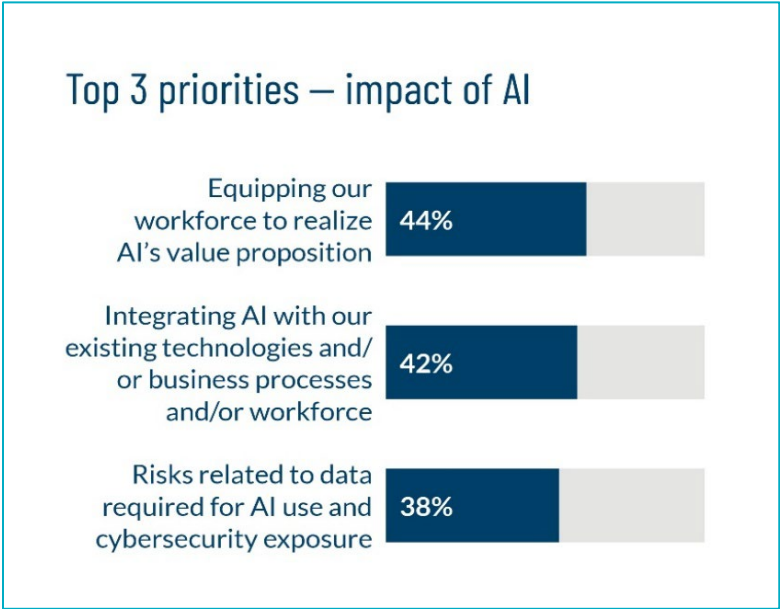 Top 3 priorities — impact of AI
Equipping our
workforce to realize
AI's value proposition
44%
Integrating AI with our
existing technologies and/
or business processes
and/or workforce
42%
Risks related to data
required for AI use and
cybersecurity exposure
38%